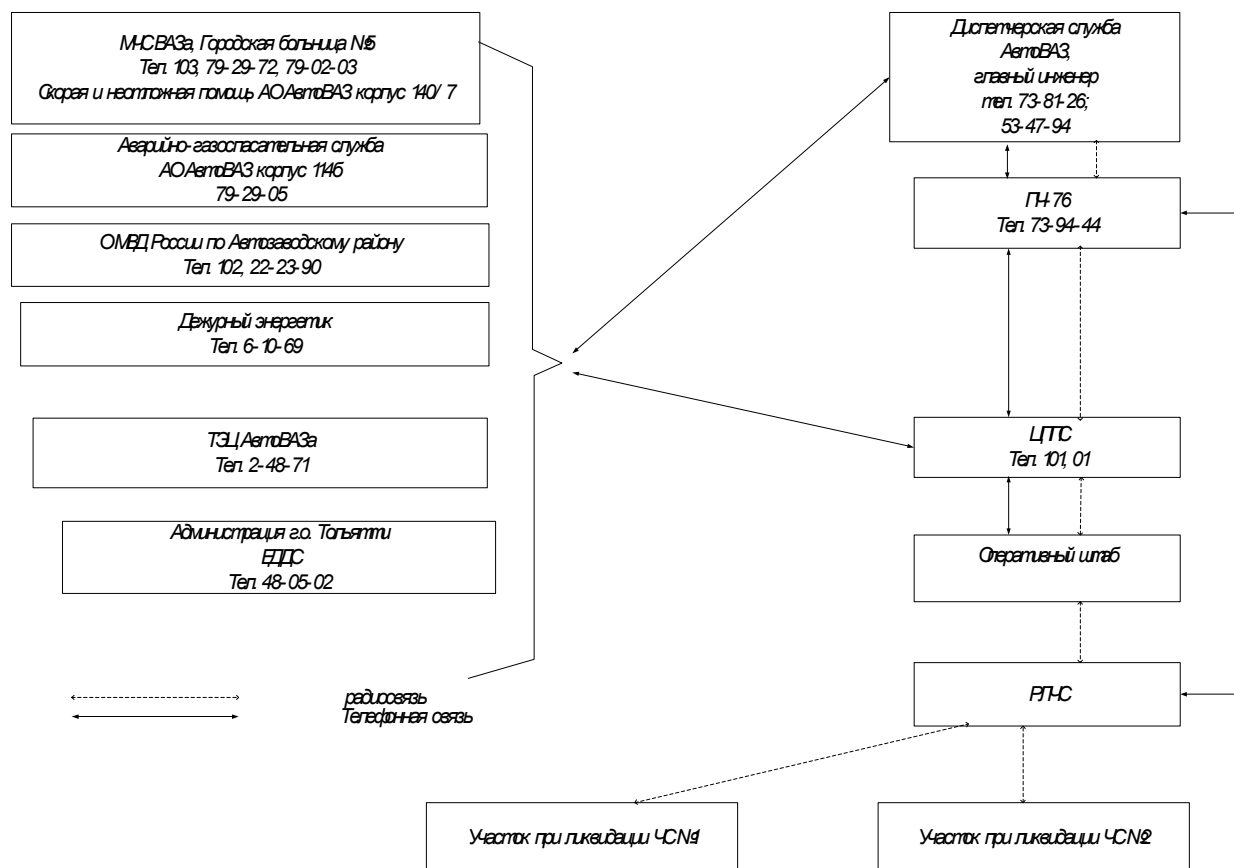 МЧС ВАЗа, Городская больница №5
Тел. 103, 79-29-72, 79-02-03
Скорая и неотложная помощь АО АвтоВАЗ корпус 140/7
Аварийно-газоспасательная служба
АО АвтоВАЗ корпус 114б
79-29-05
ОМВД России по Автозаводскому району
Тел. 102, 22-23-90
Дежурный энергетик
Тел. 6-10-69
ТЭЦ АвтоВАЗа
Тел. 2-48-71
Администрация г.о. Тольятти
ЕДДС
Тел. 48-05-02
радиосвязь
Телефонная связь
Диспетчерская служба
АвтоВАЗ,
главный инженер
тел. 73-81-26;
53-47-94
ПЧ-76
Тел. 73-94-44
ЦППС
Тел. 101, 01
Оперативный штаб
РЛЧС
Участок при ликвидации ЧС №1
Участок при ликвидации ЧС №2